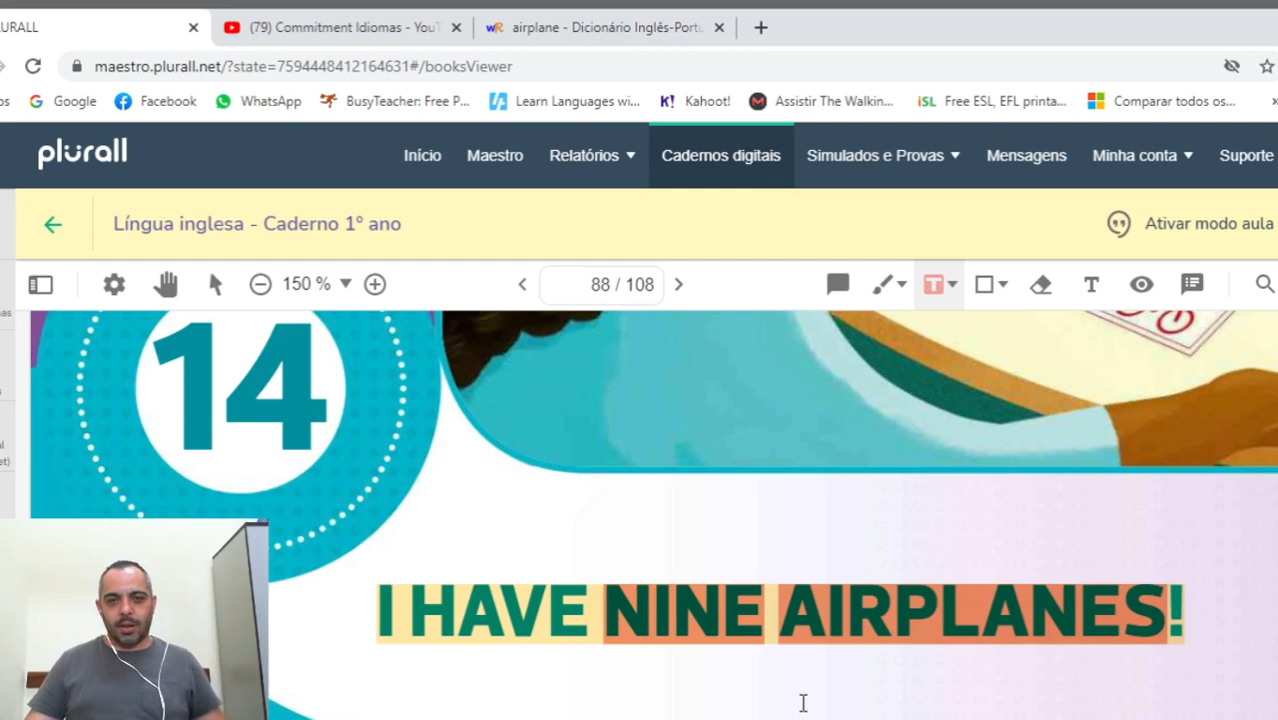 URALL
(79) Commitment Idiomas - YouT
airplane - Dicionário Inglês-Portu
maestro.plurall.net/?state=7594448412164631#/booksViewer
os
Google
Facebook
WhatsApp
BusyTeacher: Free P...
Learn Languages wi...
Kahoot!
Assistir The Walkin...
iSL Free ESL, EFL printa...
Comparar todos os...
plurall
Início
Maestro
Relatórios
Cadernos digitais
Simulados e Provas
Mensagens
Minha conta
Suporte
Língua inglesa - Caderno 1º ano
Ativar modo aula
150 %
88 / 108
14
I HAVE NINE AIRPLANES!